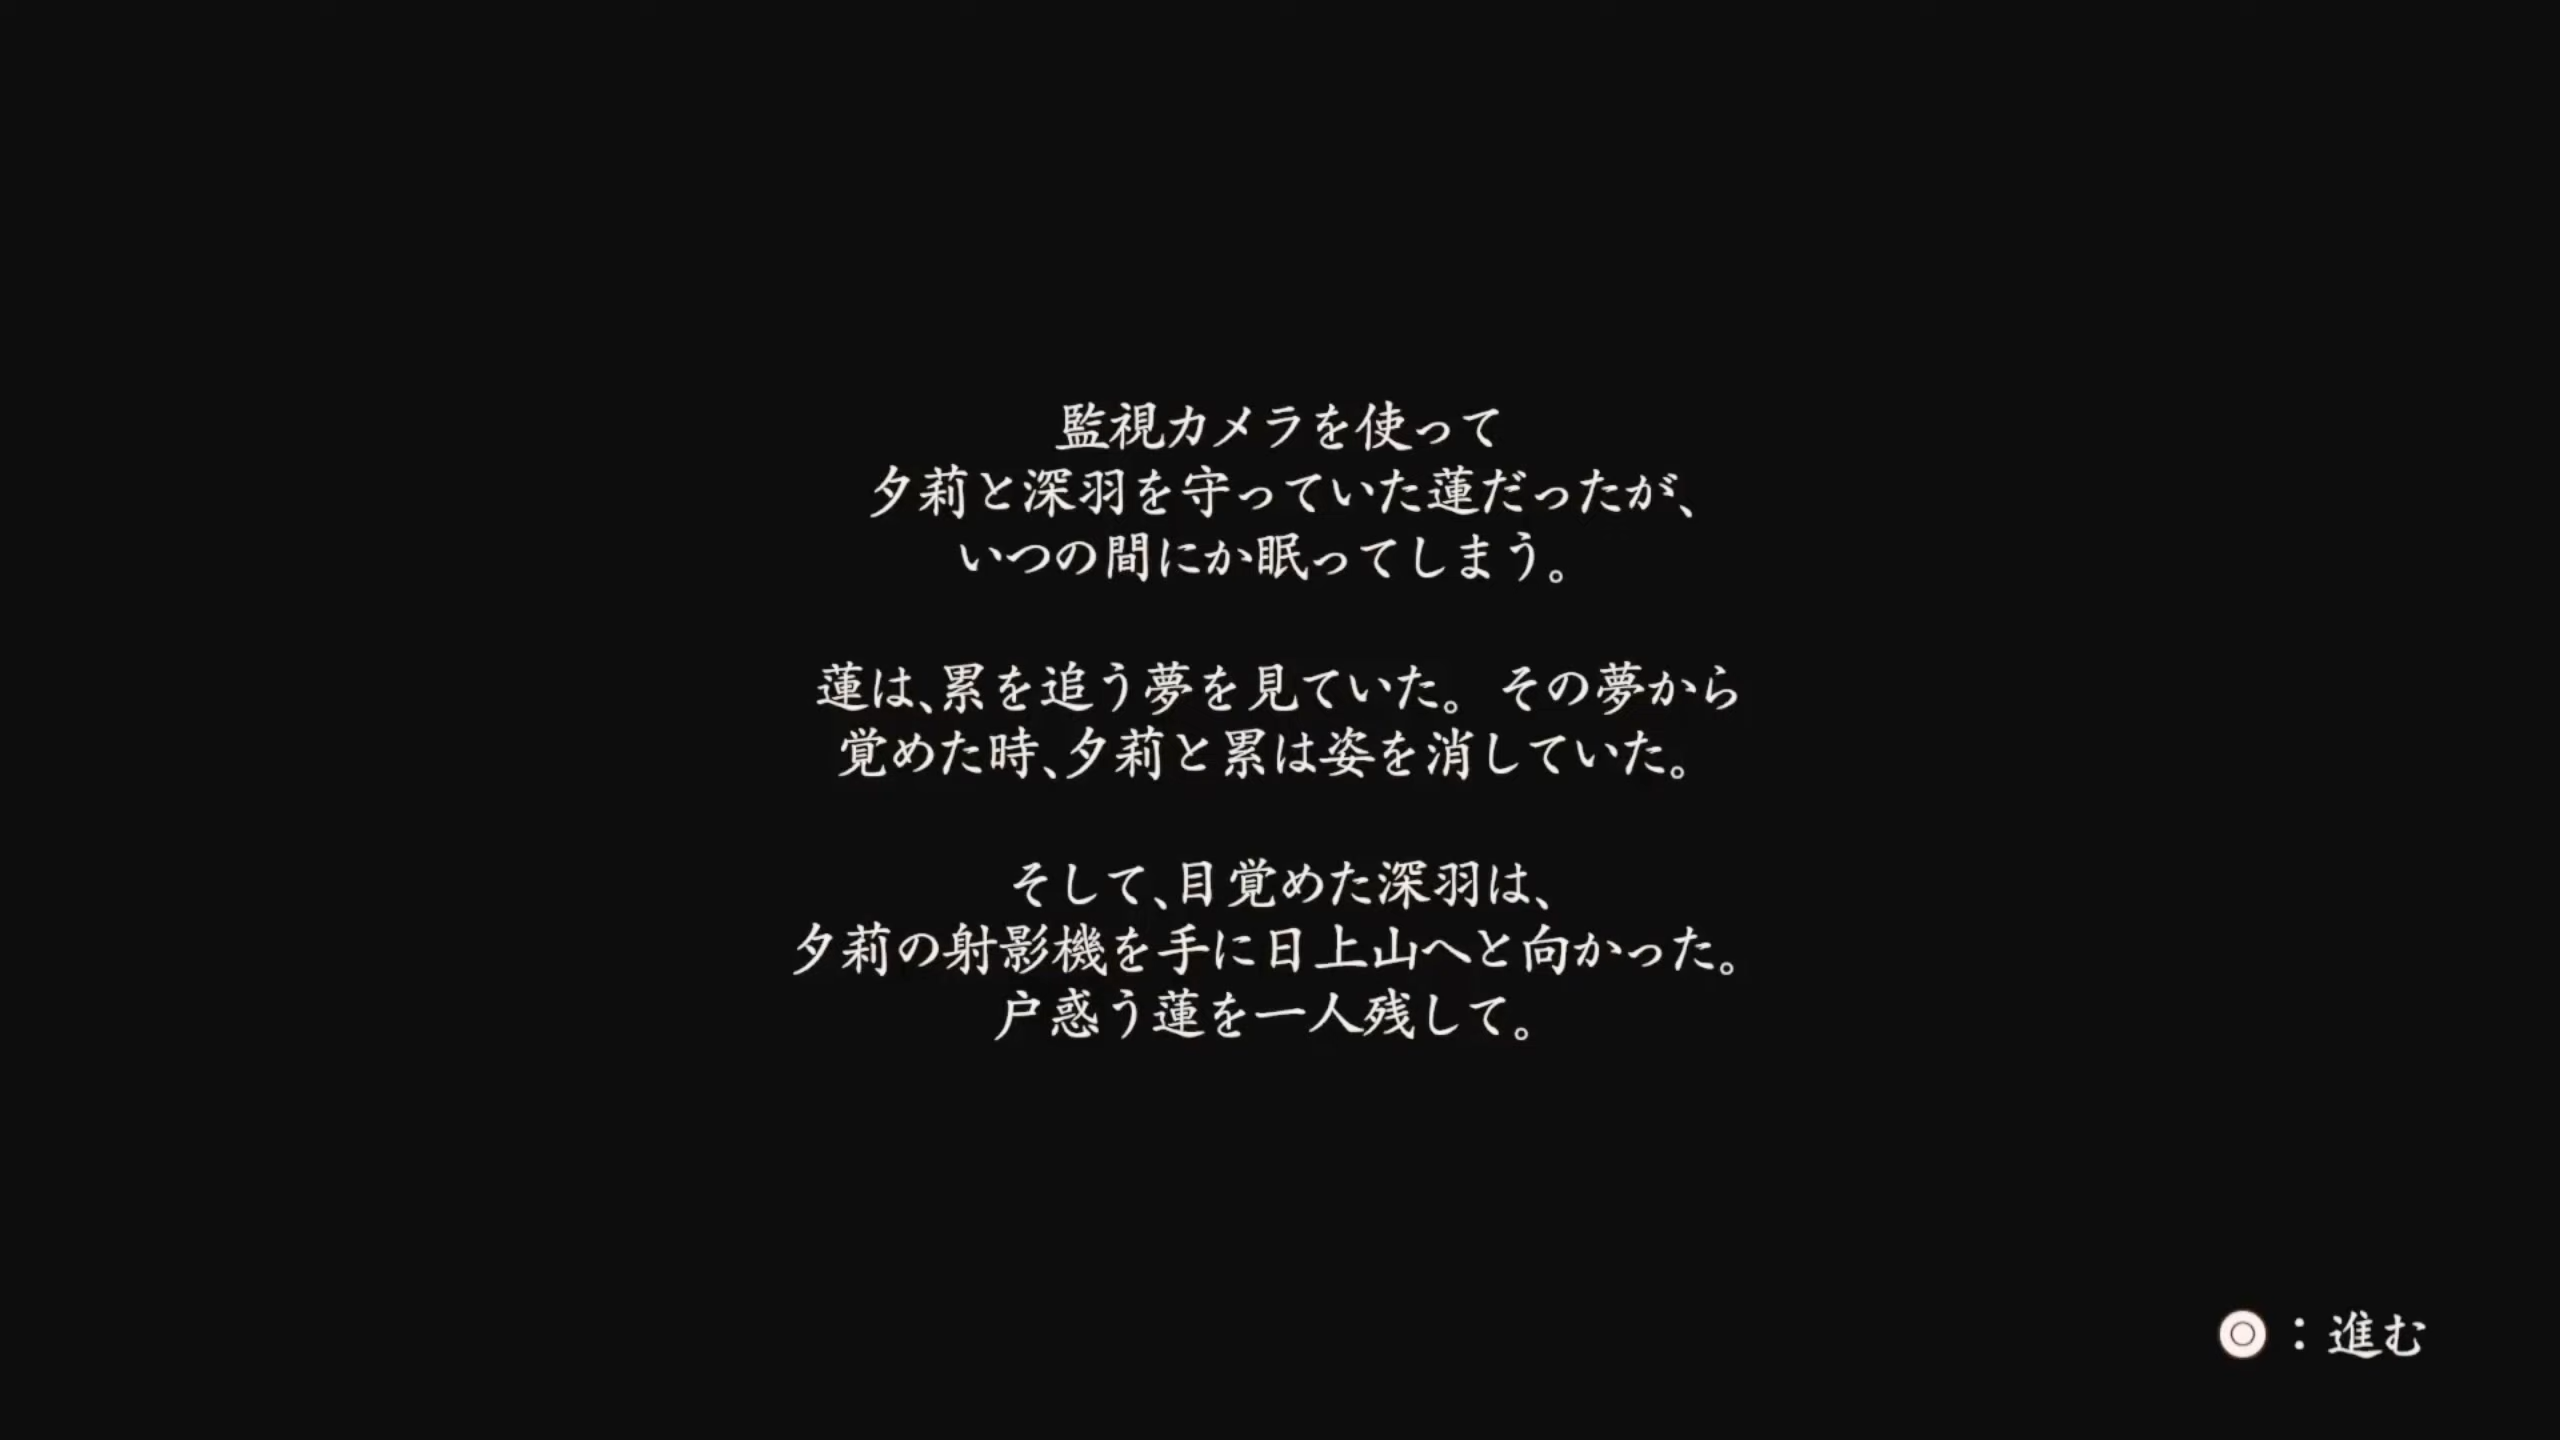 監視カメラを使って
夕莉と深羽を守っていた蓮だったが、
いつの間にか眠ってしまう。
蓮は、累を追う夢を見ていた。その夢から
覚めた時、夕莉と累は姿を消していた。
そして、目覚めた深羽は、
夕莉の射影機を手に日上山へと向かった。
戸惑う蓮を一人残して。
◎：進む